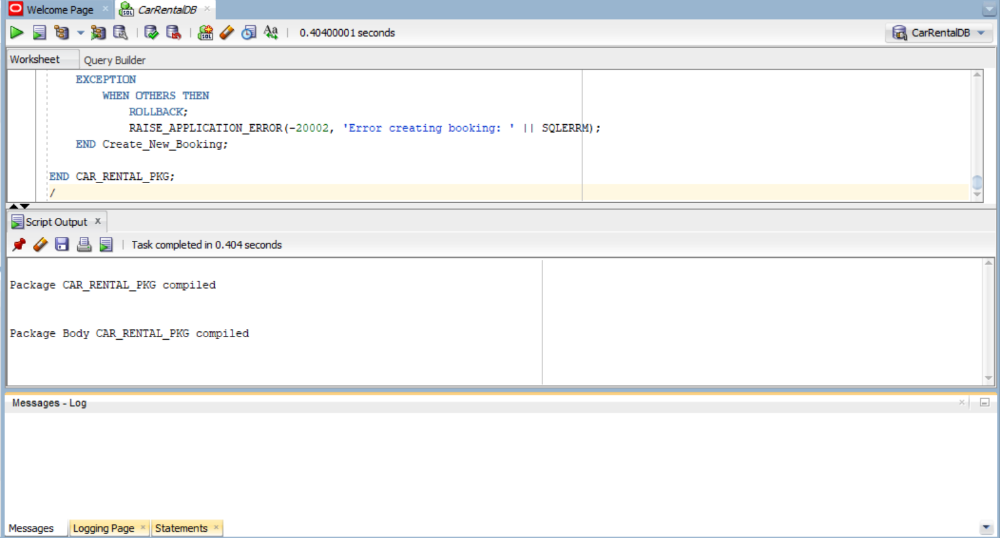 Welcome Page
CarRentalDB
0.40400001 seconds
CarRentalDB
Worksheet
Query Builder
EXCEPTION
WHEN OTHERS THEN
ROLLBACK;
RAISE_APPLICATION_ERROR(-20002, 'Error creating booking: ' || SQLERRM);
END Create_New_Booking;
END CAR_RENTAL_PKG;
/
Script Output x
Task completed in 0.404 seconds
Package CAR_RENTAL_PKG compiled
Package Body CAR_RENTAL_PKG compiled
Messages - Log
Messages
Logging Page
Statements